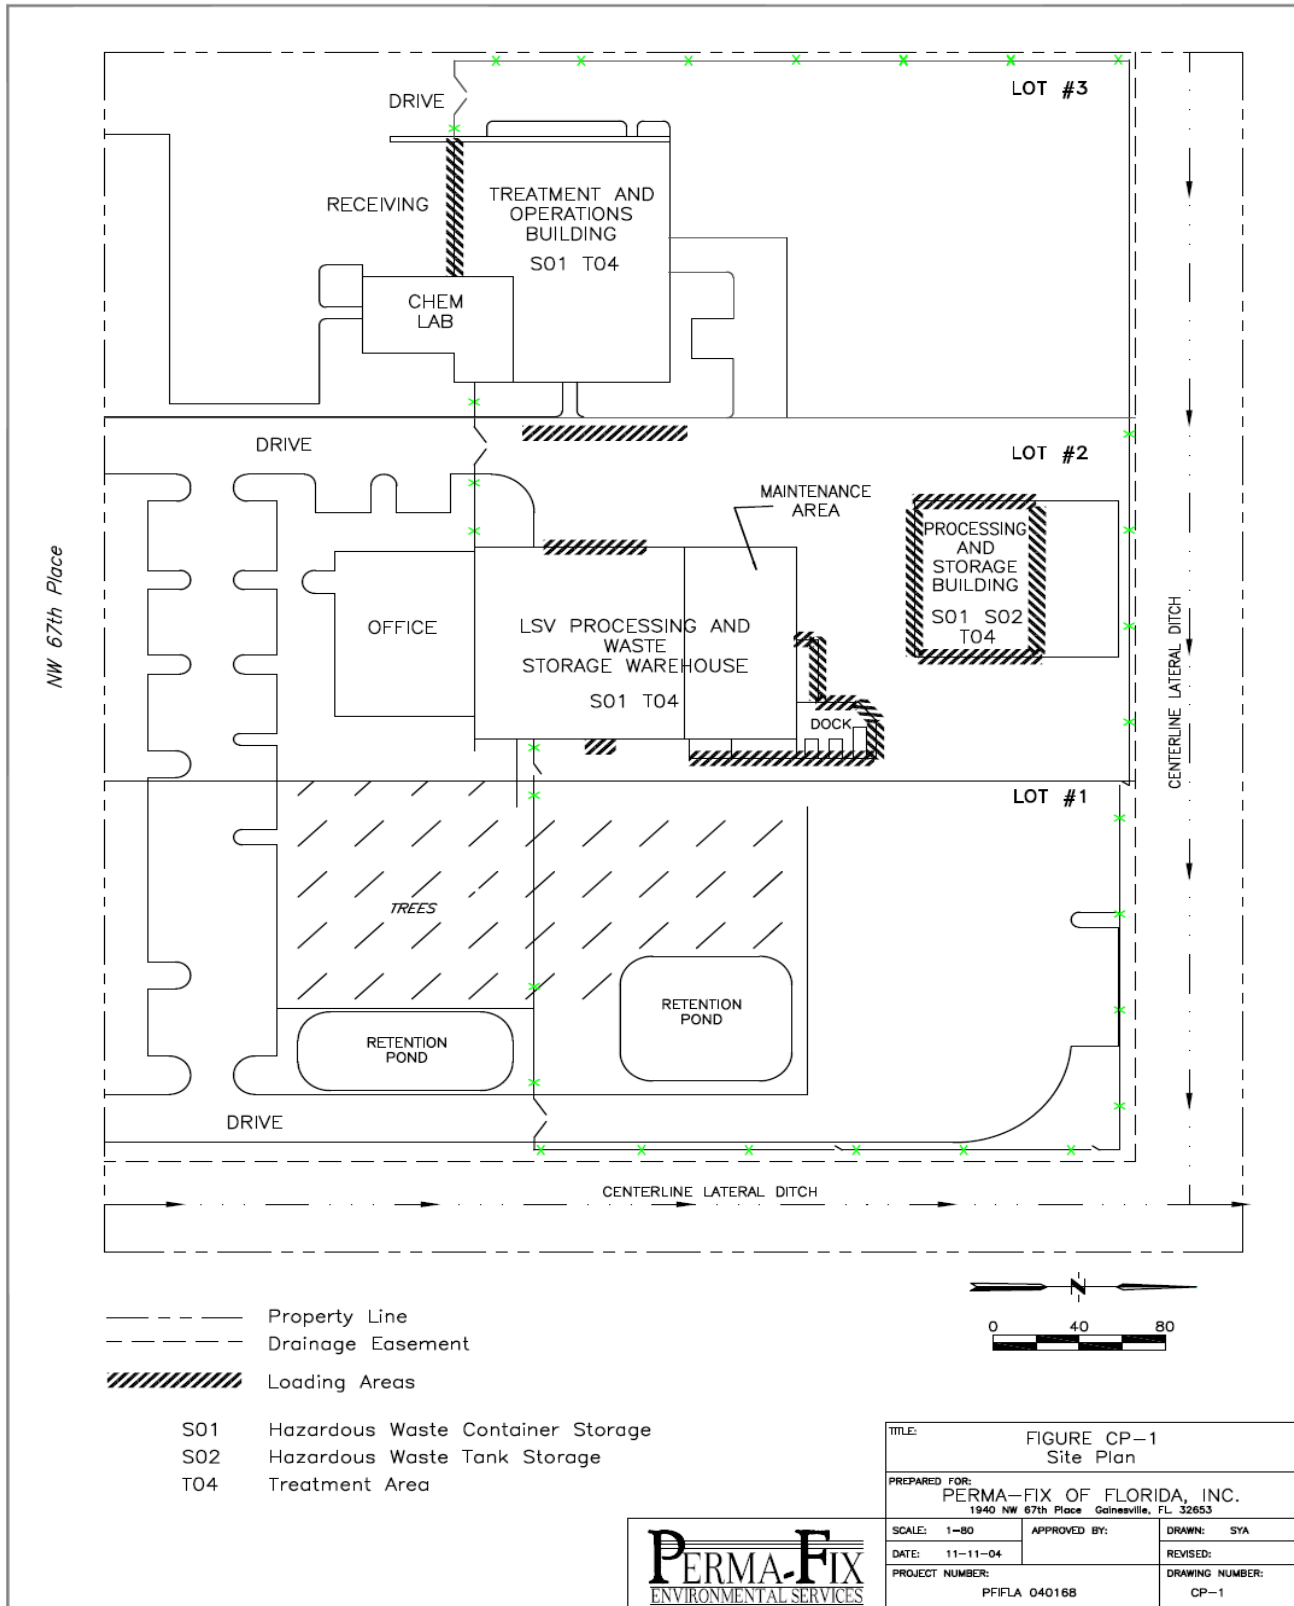 LOT #3
DRIVE
TREATMENT AND
OPERATIONS
BUILDING
S01 T04
RECEIVING
CHEM
LAB
DRIVE
LOT #2
MAINTENANCE
AREA
PROCESSING
AND
STORAGE
BUILDING
S01 S02
T04
NW 67th Place
OFFICE
LSV PROCESSING AND
WASTE
STORAGE WAREHOUSE
S01 T04
DOCK
CENTERLINE LATERAL DITCH
LOT #1
TREES
RETENTION
POND
RETENTION
POND
DRIVE
CENTERLINE LATERAL DITCH
N
0 40 80
Property Line
Drainage Easement
Loading Areas
S01 Hazardous Waste Container Storage
S02 Hazardous Waste Tank Storage
T04 Treatment Area
TITLE:
FIGURE CP-1
Site Plan
PREPARED FOR:
PERMA-FIX OF FLORIDA, INC.
1940 NW 67th Place Gainesville, FL 32653
SCALE: 1-80 APPROVED BY: DRAWN: SYA
DATE: 11-11-04 REVISED:
PROJECT NUMBER: DRAWING NUMBER:
PFIFLA 040168 CP-1
PERMA-FIX
ENVIRONMENTAL SERVICES